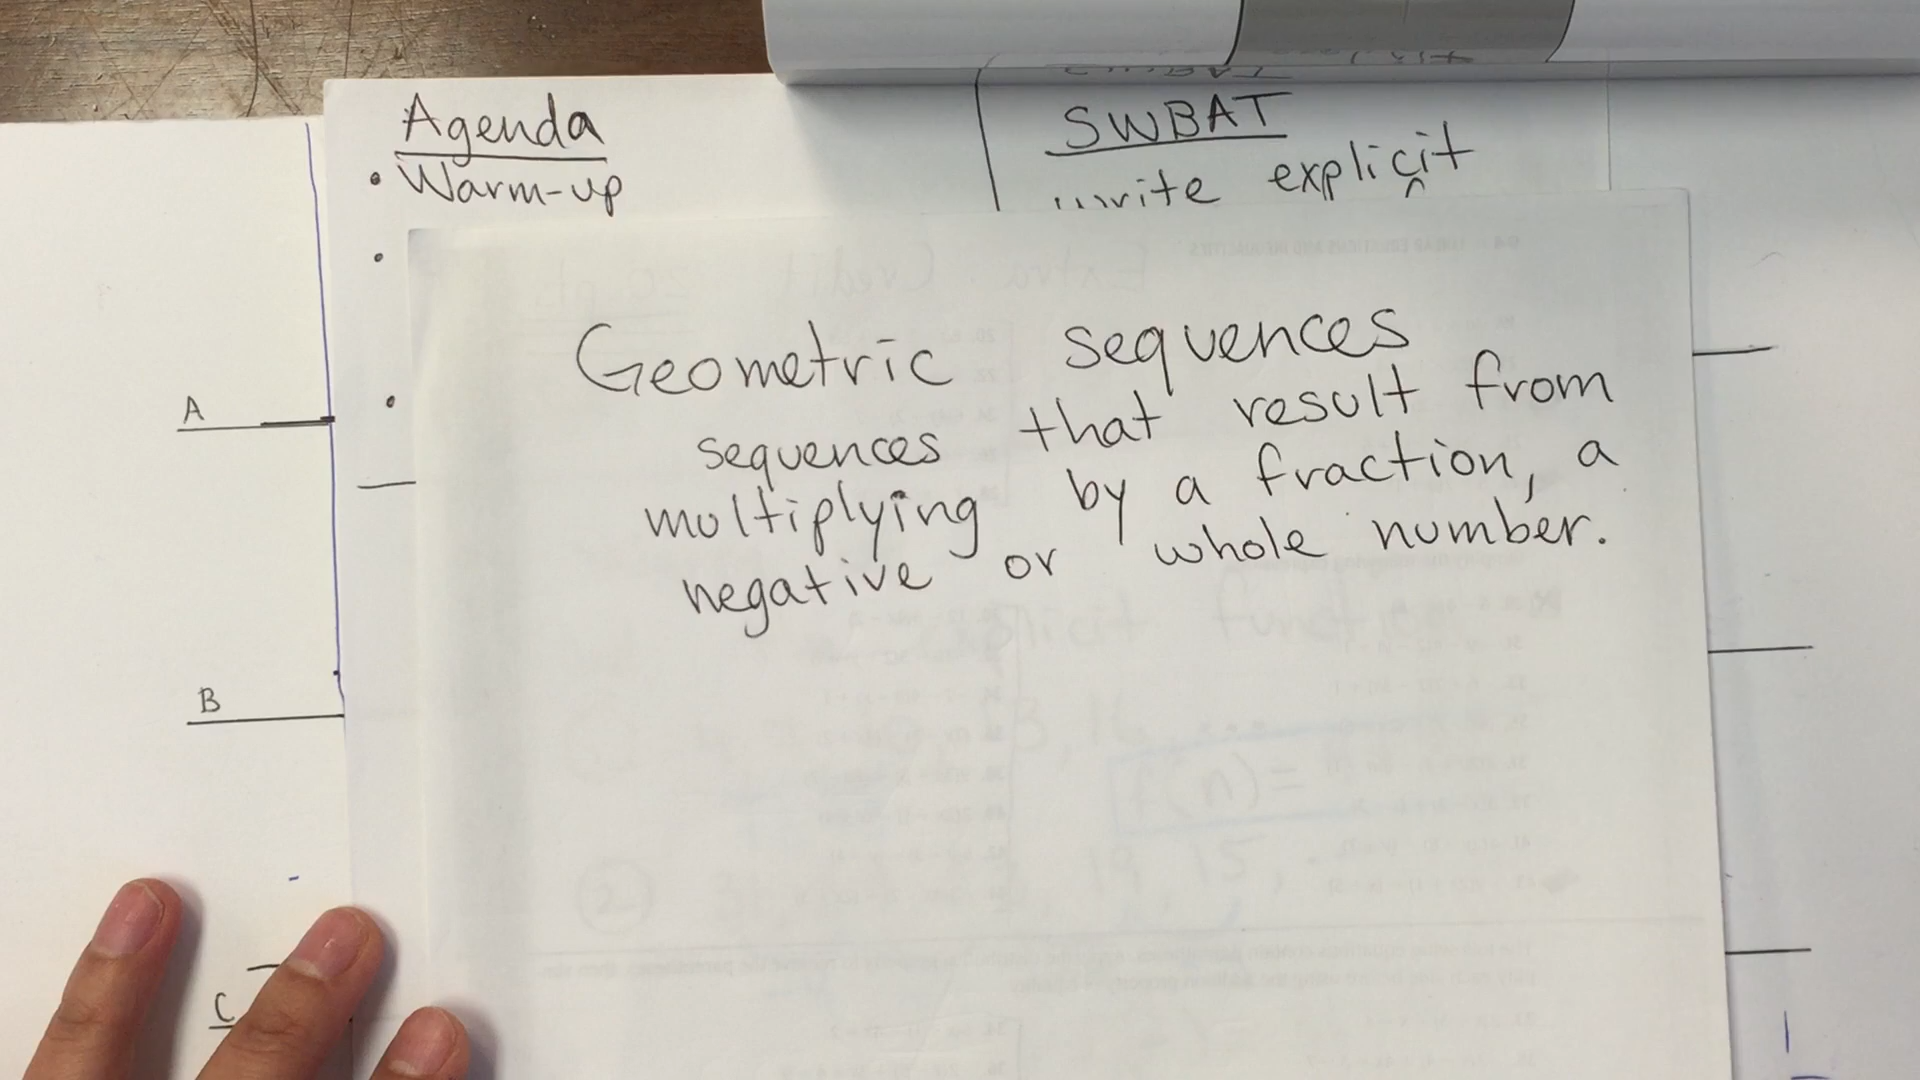 Agenda
• Warm-up
•
•
SWBAT
write explicit
Geometric sequences
sequences that result from
multiplying by a fraction, a
negative or whole number.
A
B
C